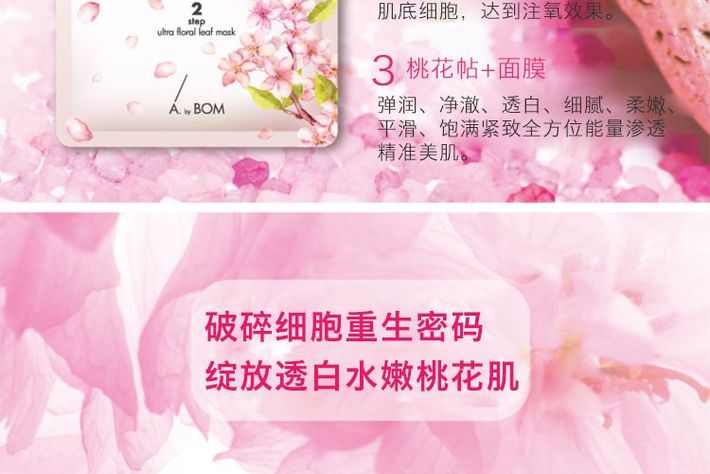 2
step
ultra floral leaf mask
A. by BOM
肌底细胞，达到注氧效果。
3 桃花帖+面膜
弹润、净澈、透白、细腻、柔嫩、
平滑、饱满紧致全方位能量渗透
精准美肌。
破碎细胞重生密码
绽放透白水嫩桃花肌